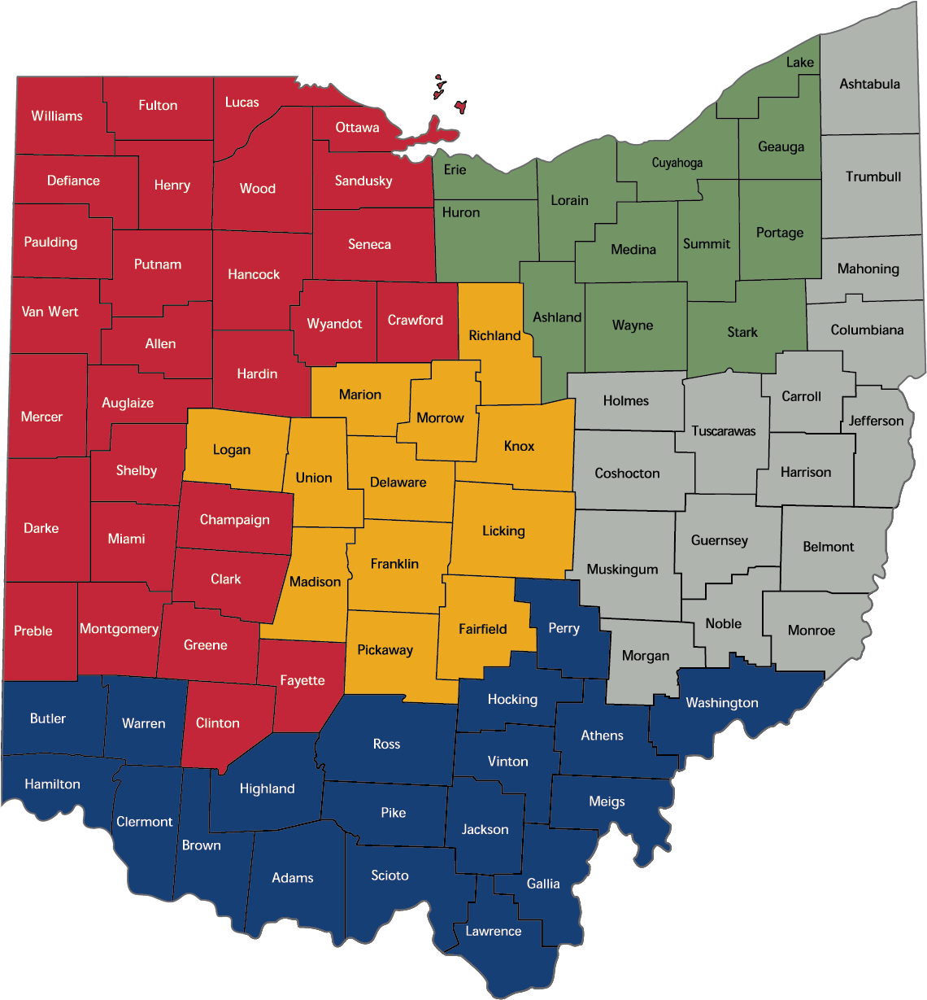 Lake
Ashtabula
Williams
Fulton
Lucas
Ottawa
Geauga
Cuyahoga
Erie
Trumbull
Defiance
Henry
Wood
Sandusky
Lorain
Huron
Paulding
Seneca
Medina
Summit
Portage
Putnam
Hancock
Mahoning
Van Wert
Wyandot
Crawford
Ashland
Wayne
Stark
Columbiana
Richland
Allen
Hardin
Marion
Auglaize
Holmes
Carroll
Mercer
Morrow
Jefferson
Tuscarawas
Logan
Knox
Shelby
Union
Delaware
Coshocton
Harrison
Darke
Champaign
Miami
Licking
Guernsey
Belmont
Franklin
Muskingum
Clark
Madison
Preble
Montgomery
Fairfield
Perry
Noble
Monroe
Greene
Pickaway
Morgan
Fayette
Hocking
Washington
Butler
Warren
Clinton
Athens
Ross
Vinton
Hamilton
Highland
Meigs
Pike
Clermont
Jackson
Brown
Adams
Scioto
Gallia
Lawrence